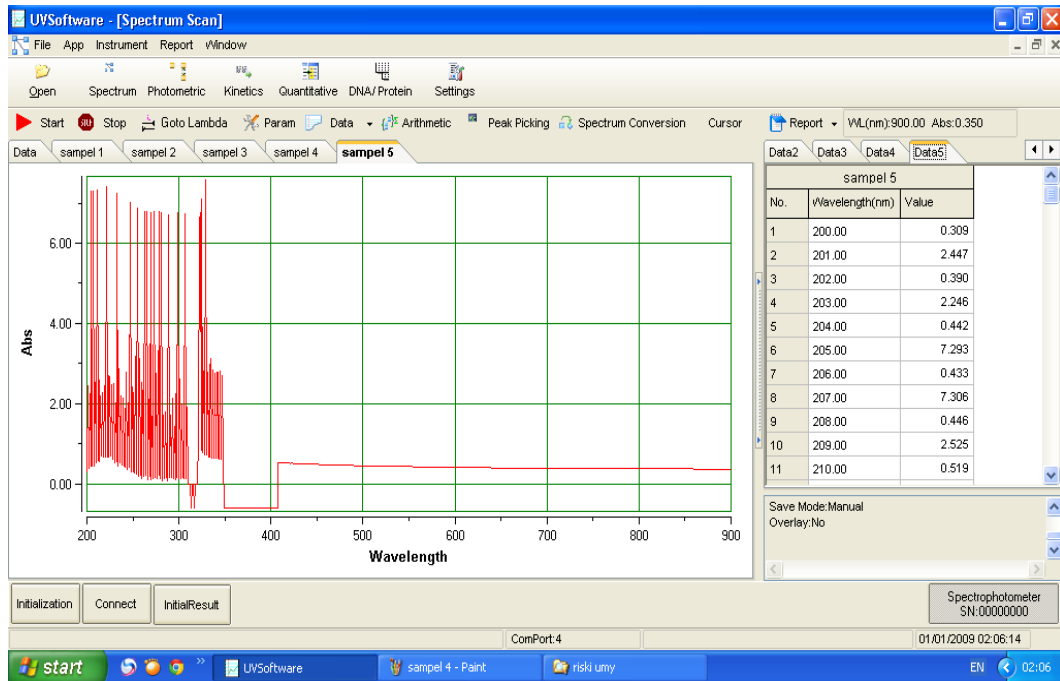 UVSoftware - [Spectrum Scan]
File App Instrument Report Window
Open Spectrum Photometric Kinetics Quantitative DNA/Protein Settings
Start Stop Goto Lambda Param Data Arithmetic Peak Picking Spectrum Conversion Cursor Report WL(nm):900.00 Abs:0.350
Data sampel 1 sampel 2 sampel 3 sampel 4 sampel 5 Data2 Data3 Data4 Data5
sampel 5
No. Wavelength(nm) Value
1 200.00 0.309
2 201.00 2.447
3 202.00 0.390
4 203.00 2.246
5 204.00 0.442
6 205.00 7.293
7 206.00 0.433
8 207.00 7.306
9 208.00 0.446
10 209.00 2.525
11 210.00 0.519
Abs
6.00
4.00
2.00
0.00
200 300 400 500 600 700 800 900
Wavelength
Save Mode:Manual
Overlay:No
Initialization Connect InitialResult
Spectrophotometer
SN:00000000
ComPort:4 01/01/2009 02:06:14
start UVSoftware sampel 4 - Paint riski umy EN 02:06